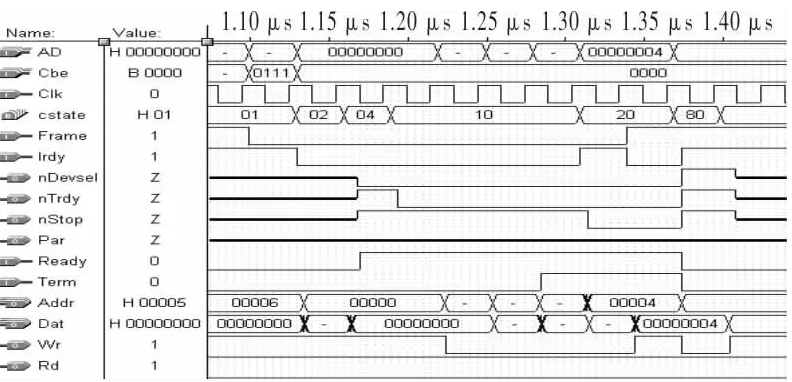 1.10 μs 1.15 μs 1.20 μs 1.25 μs 1.30 μs 1.35 μs 1.40 μs
Name: Value:
AD H 00000000 - - 00000000 - - - 00000004
Cbe B 0000 - 0111 0000
Clk 0
cstate H 01 01 02 04 10 20 80
Frame 1
Irdy 1
nDevsel Z
nTrdy Z
nStop Z
Par Z
Ready 0
Term 0
Addr H 00005 00006 00000 - - - 00004
Dat H 00000000 00000000 - 00000000 - - - 00000004
Wr 1
Rd 1